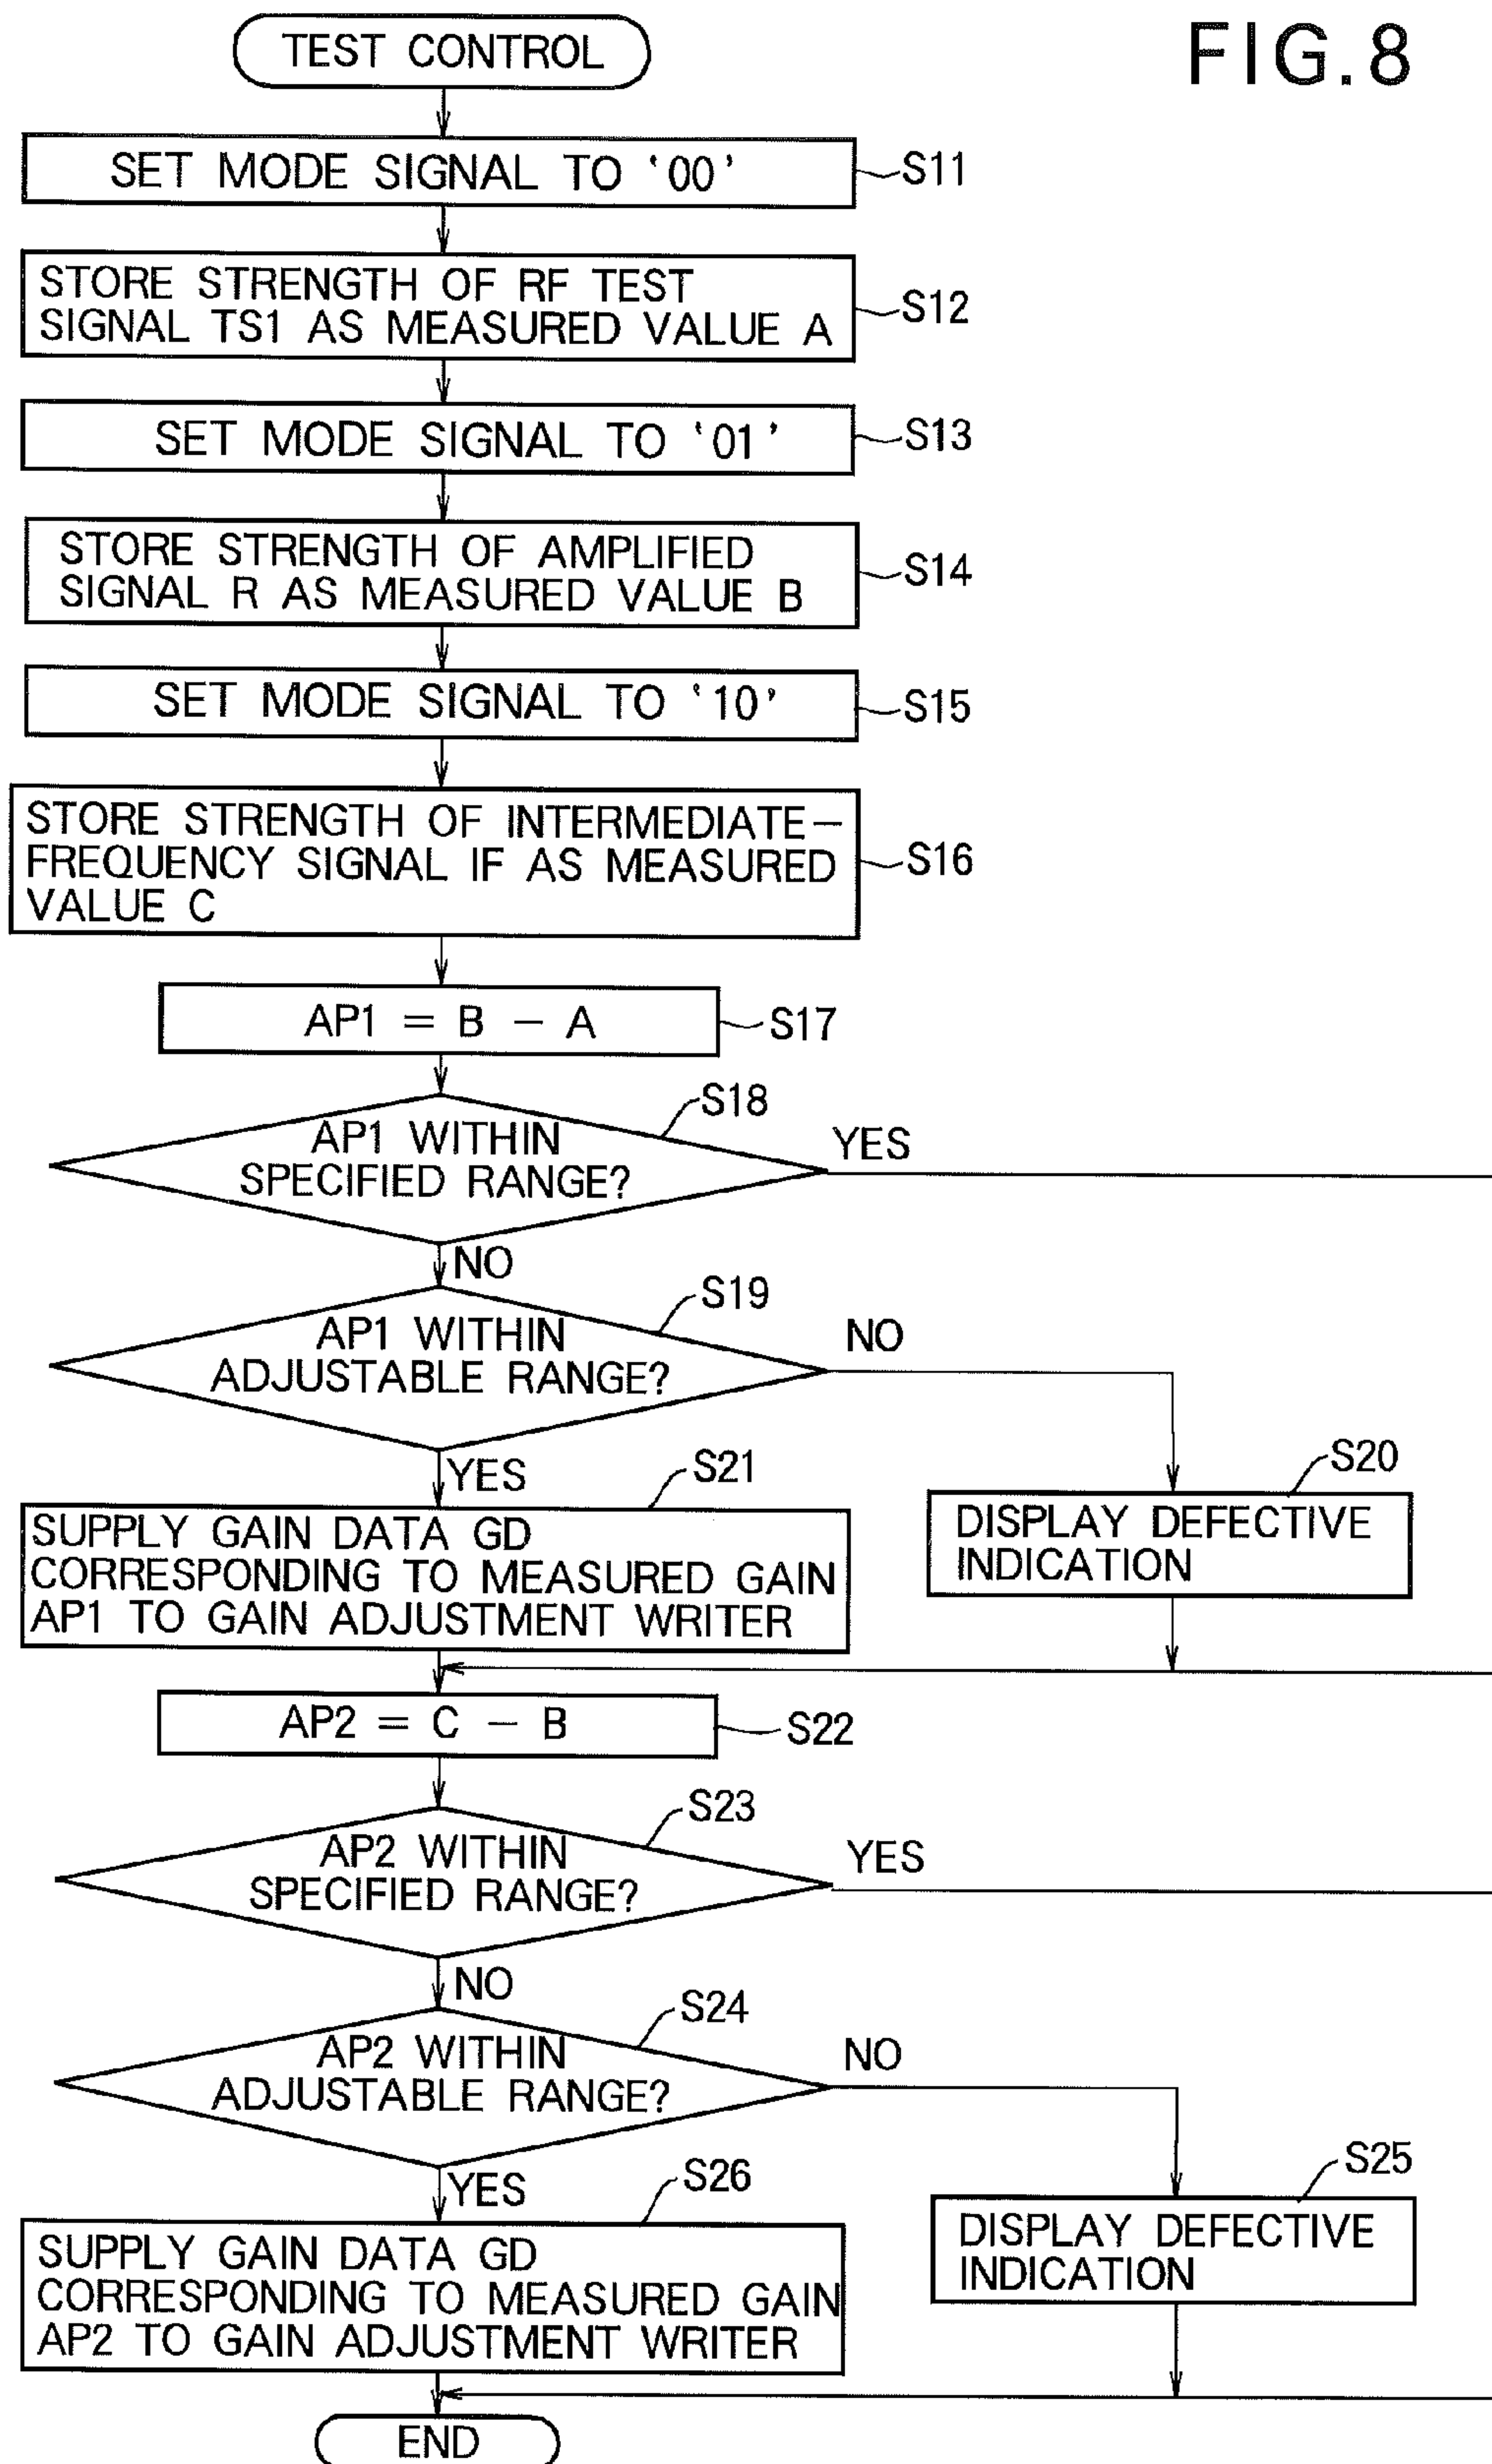 FIG.8
TEST CONTROL
SET MODE SIGNAL TO ‘00’
S11
STORE STRENGTH OF RF TEST
SIGNAL TS1 AS MEASURED VALUE A
S12
SET MODE SIGNAL TO ‘01’
S13
STORE STRENGTH OF AMPLIFIED
SIGNAL R AS MEASURED VALUE B
S14
SET MODE SIGNAL TO ‘10’
S15
STORE STRENGTH OF INTERMEDIATE–
FREQUENCY SIGNAL IF AS MEASURED
VALUE C
S16
AP1 = B – A
S17
S18
AP1 WITHIN
SPECIFIED RANGE?
YES
NO
S19
AP1 WITHIN
ADJUSTABLE RANGE?
NO
YES
S21
SUPPLY GAIN DATA GD
CORRESPONDING TO MEASURED GAIN
AP1 TO GAIN ADJUSTMENT WRITER
S20
DISPLAY DEFECTIVE
INDICATION
AP2 = C – B
S22
S23
AP2 WITHIN
SPECIFIED RANGE?
YES
NO
S24
AP2 WITHIN
ADJUSTABLE RANGE?
NO
YES
S26
SUPPLY GAIN DATA GD
CORRESPONDING TO MEASURED GAIN
AP2 TO GAIN ADJUSTMENT WRITER
S25
DISPLAY DEFECTIVE
INDICATION
END